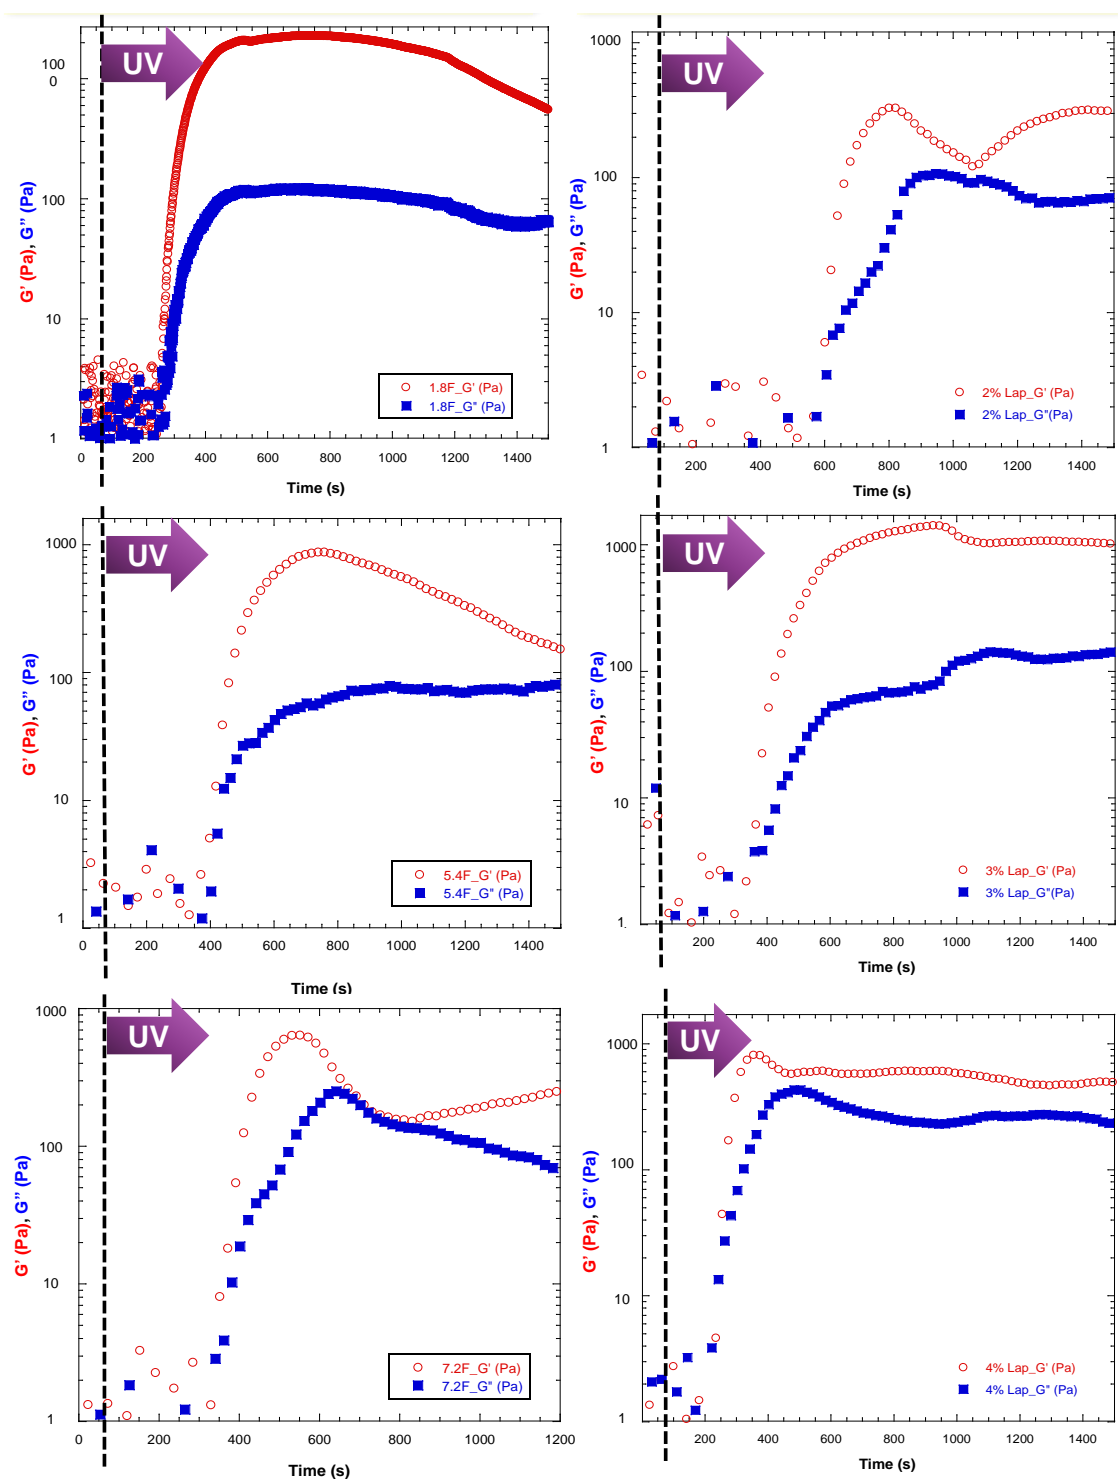 UV
100
0
100
10
1
G' (Pa), G'' (Pa)
1.8F_G' (Pa)
1.8F_G" (Pa)
0 200 400 600 800 1000 1200 1400
Time (s)
UV
1000
100
10
1
G' (Pa), G'' (Pa)
2% Lap_G' (Pa)
2% Lap_G"(Pa)
200 400 600 800 1000 1200 1400
Time (s)
UV
1000
100
10
1
G' (Pa), G'' (Pa)
5.4F_G' (Pa)
5.4F_G" (Pa)
0 200 400 600 800 1000 1200 1400
Time (s)
UV
1000
100
10
1.
G' (Pa), G'' (Pa)
3% Lap_G' (Pa)
3% Lap_G"(Pa)
200 400 600 800 1000 1200 1400
Time (s)
UV
1000
100
10
1
G' (Pa), G'' (Pa)
7.2F_G' (Pa)
7.2F_G" (Pa)
0 200 400 600 800 1000 1200
Time (s)
UV
1000
100
10
1
G' (Pa), G'' (Pa)
4% Lap_G' (Pa)
4% Lap_G" (Pa)
0 200 400 600 800 1000 1200 1400
Time (s)